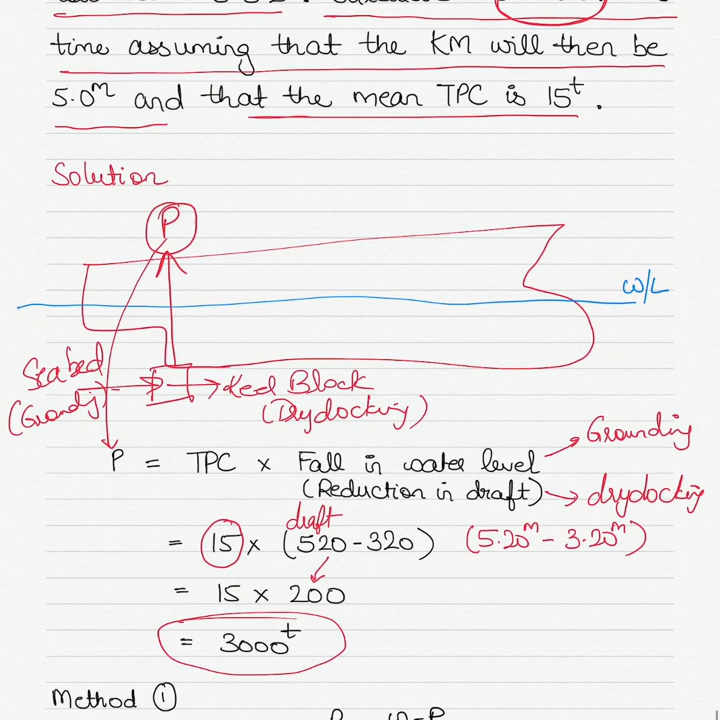 time assuming that the KM will then be
5.0m and that the mean TPC is 15t.
Solution
P
W/L
Sea bed
Keel Block
(Drydocking)
Grounding
P = TPC x Fall in water level
(Reduction in draft) drydocking
draft
= 15 x (520-320) (5.20m - 3.20m)
= 15 x 200
= 3000t
Method 1